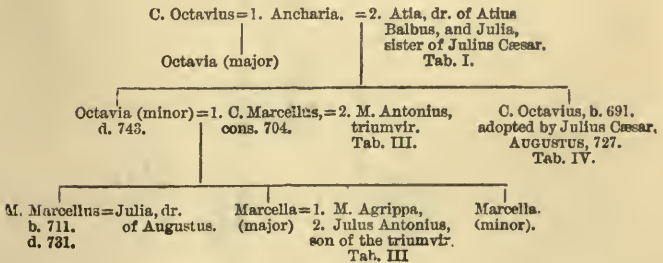 C. Octavius=1. Ancharia. =2. Atia, dr. of Atius
Balbus, and Julia,
sister of Julius Cæsar.
Tab. I.
Octavia (major)
Octavia (minor)=1. C. Marcellus,=2. M. Antonius,
d. 743. cons. 704. triumvir.
Tab. III.
C. Octavius, b. 691.
adopted by Julius Cæsar,
AUGUSTUS, 727.
Tab. IV.
M. Marcellus=Julia, dr.
b. 711. of Augustus.
d. 731.
Marcella=1. M. Agrippa,
(major) 2. Julus Antonius,
son of the triumvir.
Tab. III
Marcella.
(minor).